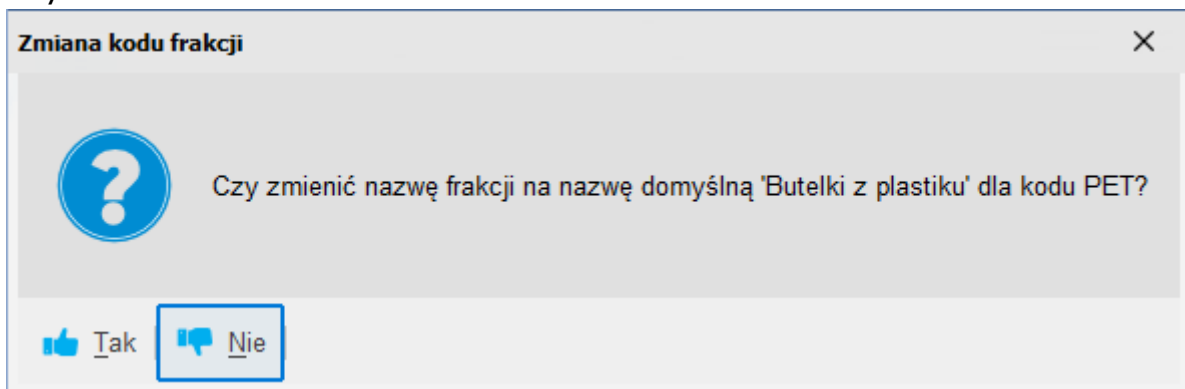 Zmiana kodu frakcji
Czy zmienić nazwę frakcji na nazwę domyślną 'Butelki z plastiku' dla kodu PET?
Tak
Nie